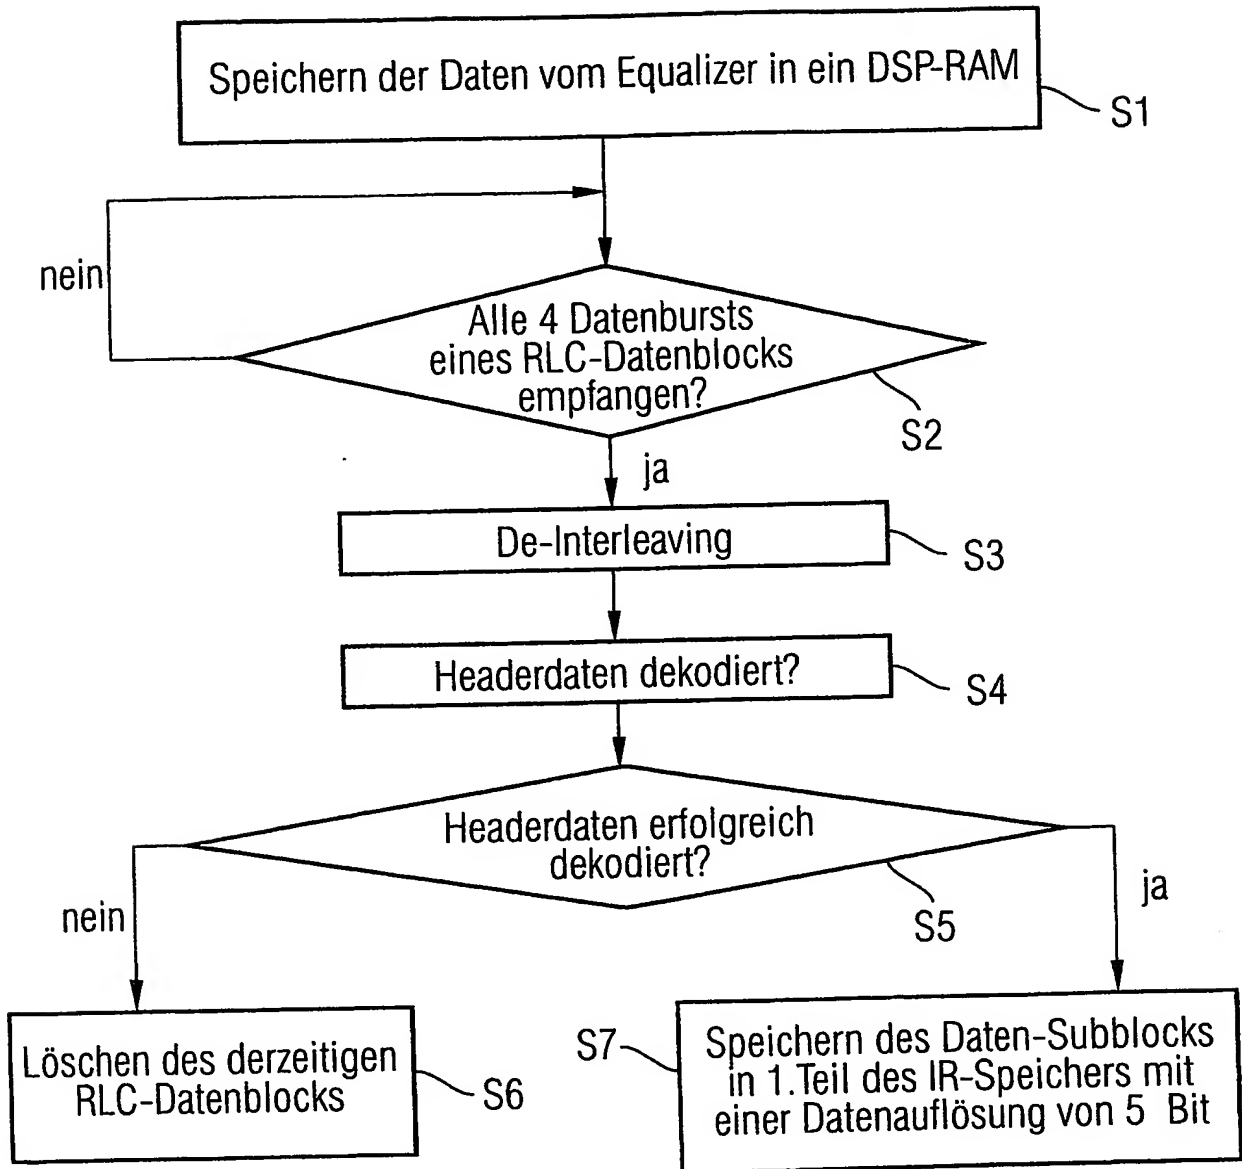 Speichern der Daten vom Equalizer in ein DSP-RAM
S1
nein
Alle 4 Datenbursts
eines RLC-Datenblocks
empfangen?
S2
ja
De-Interleaving
S3
Headerdaten dekodiert?
S4
Headerdaten erfolgreich
dekodiert?
S5
nein
ja
Löschen des derzeitigen
RLC-Datenblocks
S6
S7
Speichern des Daten-Subblocks
in 1.Teil des IR-Speichers mit
einer Datenauflösung von 5 Bit